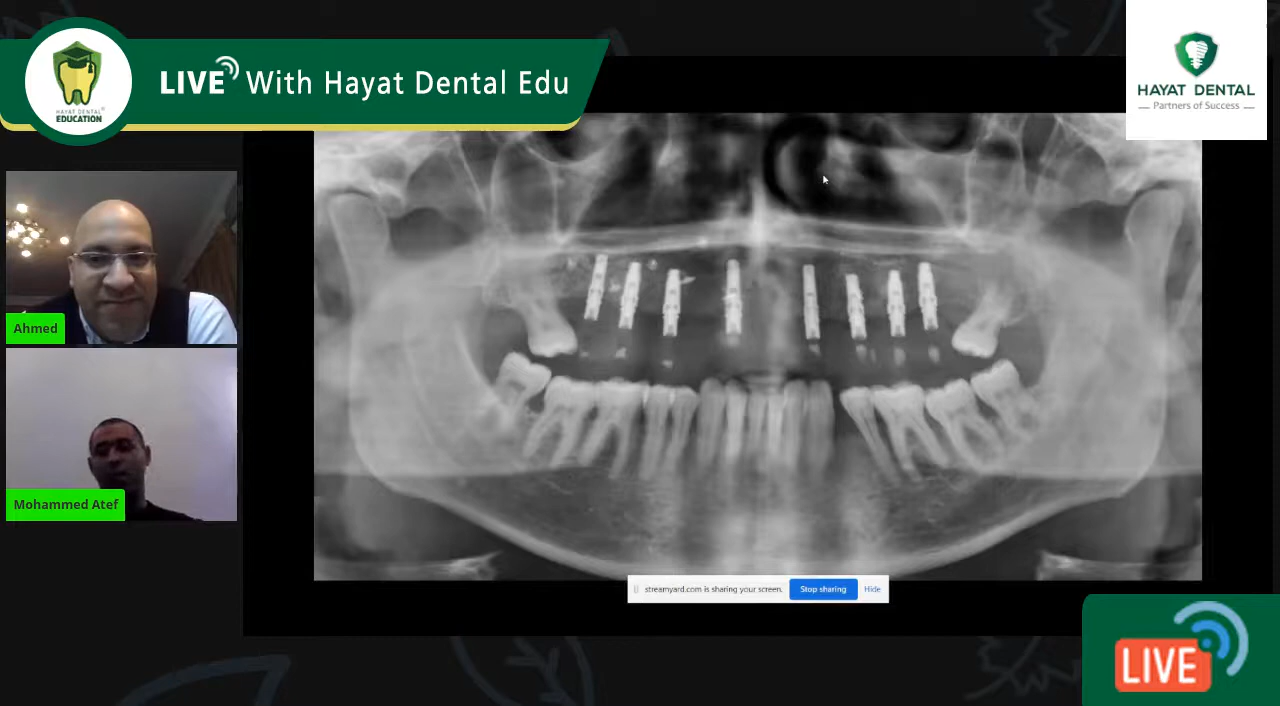 LIVE With Hayat Dental Edu
HAYAT DENTAL
EDUCATION
HAYAT DENTAL
Partners of Success
Ahmed
Mohammed Atef
streamyard.com is sharing your screen.
Stop sharing
Hide
LIVE